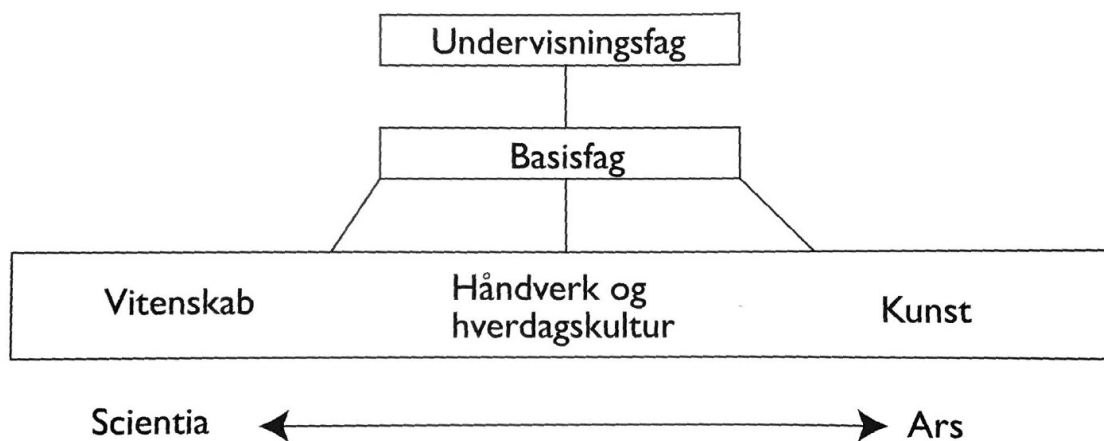 Undervisningsfag
Basisfag
Vitenskab
Håndverk og
hverdagskultur
Kunst
Scientia
Ars